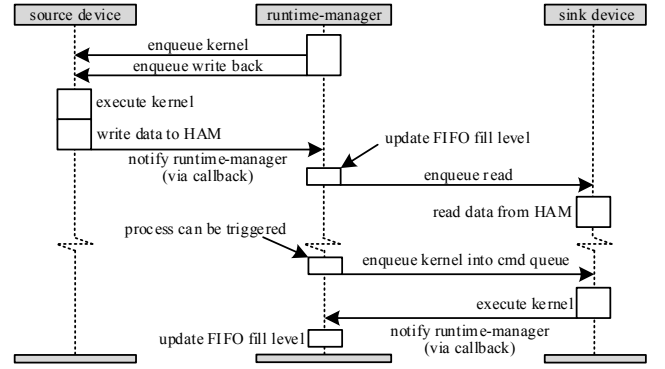 source device
runtime-manager
sink device
enqueue kernel
enqueue write back
execute kernel
write data to HAM
update FIFO fill level
notify runtime-manager
(via callback)
enqueue read
read data from HAM
process can be triggered
enqueue kernel into cmd queue
execute kernel
notify runtime-manager
(via callback)
update FIFO fill level